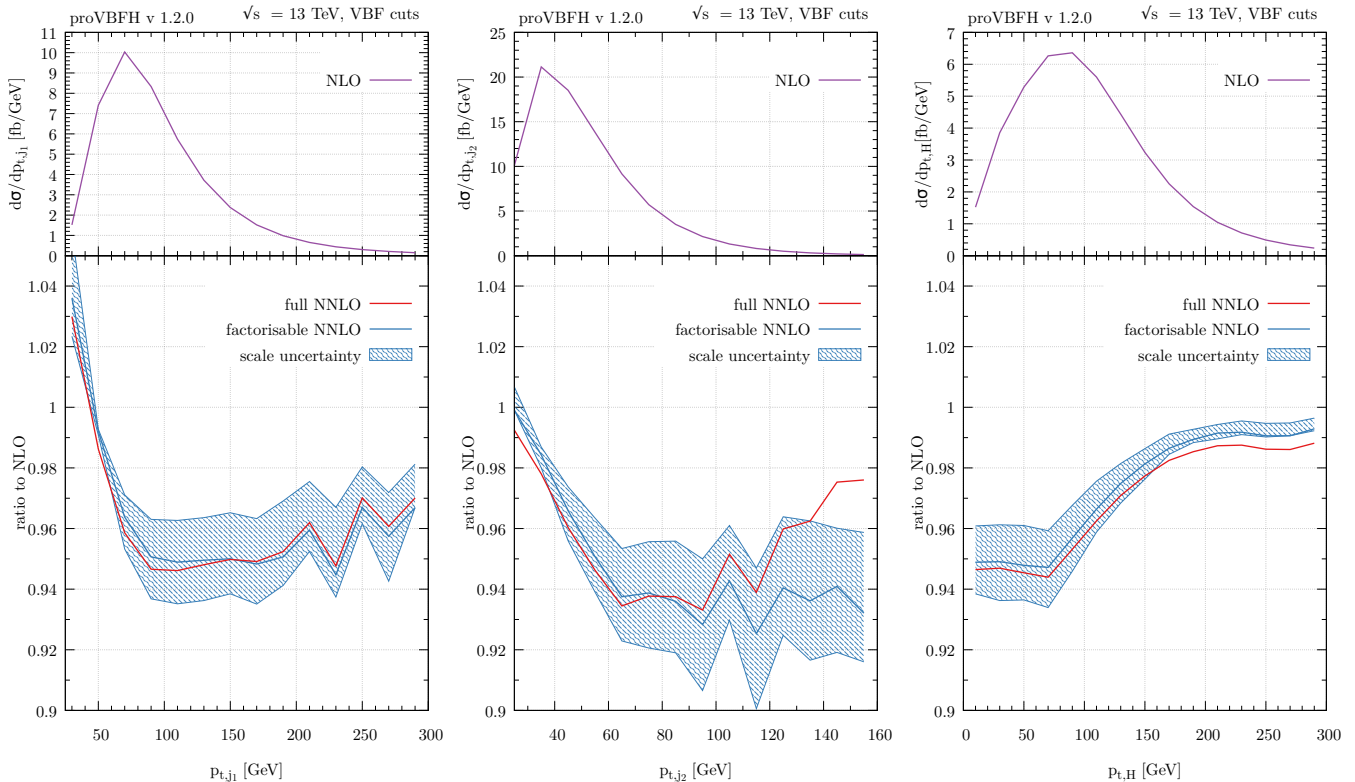 proVBFH v 1.2.0
√s = 13 TeV, VBF cuts
dσ/dp_{t,j_1} [fb/GeV]
11
10
9
8
7
6
5
4
3
2
1
0
NLO
ratio to NLO
1.04
1.02
1
0.98
0.96
0.94
0.92
0.9
full NNLO
factorisable NNLO
scale uncertainty
50
100
150
200
250
300
p_{t,j_1} [GeV]
proVBFH v 1.2.0
√s = 13 TeV, VBF cuts
dσ/dp_{t,j_2} [fb/GeV]
25
20
15
10
5
0
NLO
ratio to NLO
1.04
1.02
1
0.98
0.96
0.94
0.92
0.9
full NNLO
factorisable NNLO
scale uncertainty
40
60
80
100
120
140
160
p_{t,j_2} [GeV]
proVBFH v 1.2.0
√s = 13 TeV, VBF cuts
dσ/dp_{t,H}[fb/GeV]
7
6
5
4
3
2
1
0
NLO
ratio to NLO
1.04
1.02
1
0.98
0.96
0.94
0.92
0.9
full NNLO
factorisable NNLO
scale uncertainty
0
50
100
150
200
250
300
p_{t,H} [GeV]